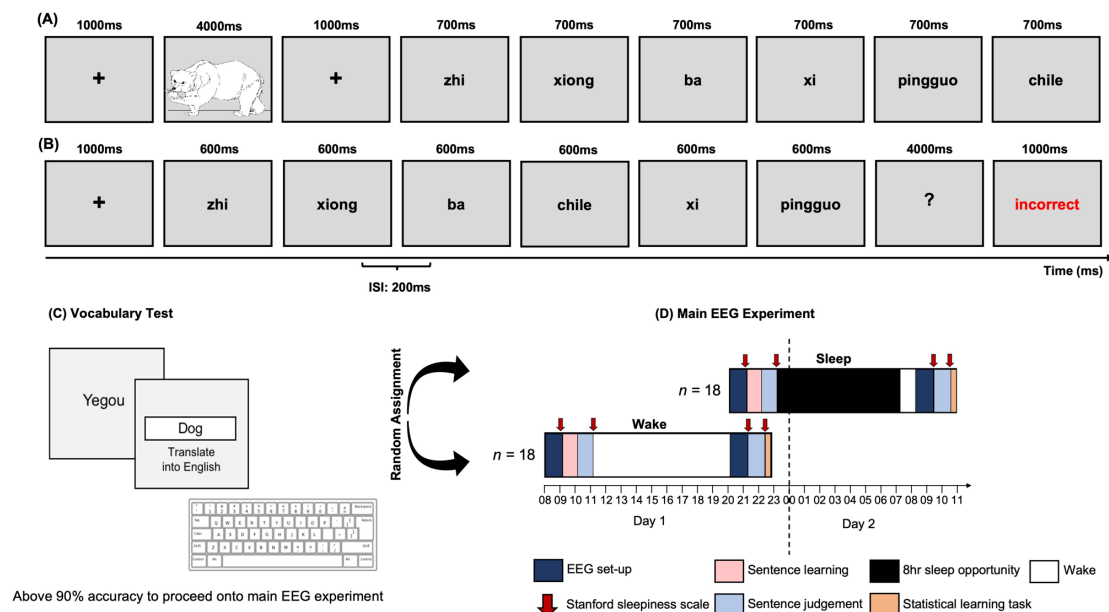 (A)
1000ms 4000ms 1000ms 700ms 700ms 700ms 700ms 700ms 700ms
+ + zhi xiong ba xi pingguo chile
(B)
1000ms 600ms 600ms 600ms 600ms 600ms 600ms 4000ms 1000ms
+ zhi xiong ba chile xi pingguo ? incorrect
Time (ms)
ISI: 200ms
(C) Vocabulary Test
Yegou
Dog
Translate
into English
Above 90% accuracy to proceed onto main EEG experiment
Random Assignment
(D) Main EEG Experiment
Sleep
n = 18
Wake
n = 18
08 09 10 11 12 13 14 15 16 17 18 19 20 21 22 23 00 01 02 03 04 05 06 07 08 09 10 11
Day 1 Day 2
EEG set-up Sentence learning 8hr sleep opportunity Wake
Stanford sleepiness scale Sentence judgement Statistical learning task